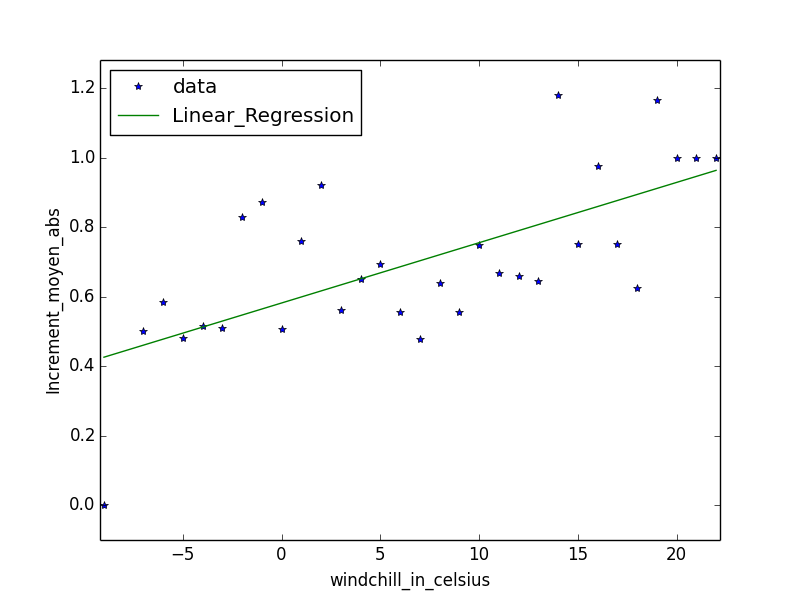 data
Linear_Regression
1.2
1.0
0.8
0.6
0.4
0.2
0.0
Increment_moyen_abs
−5 0 5 10 15 20
windchill_in_celsius